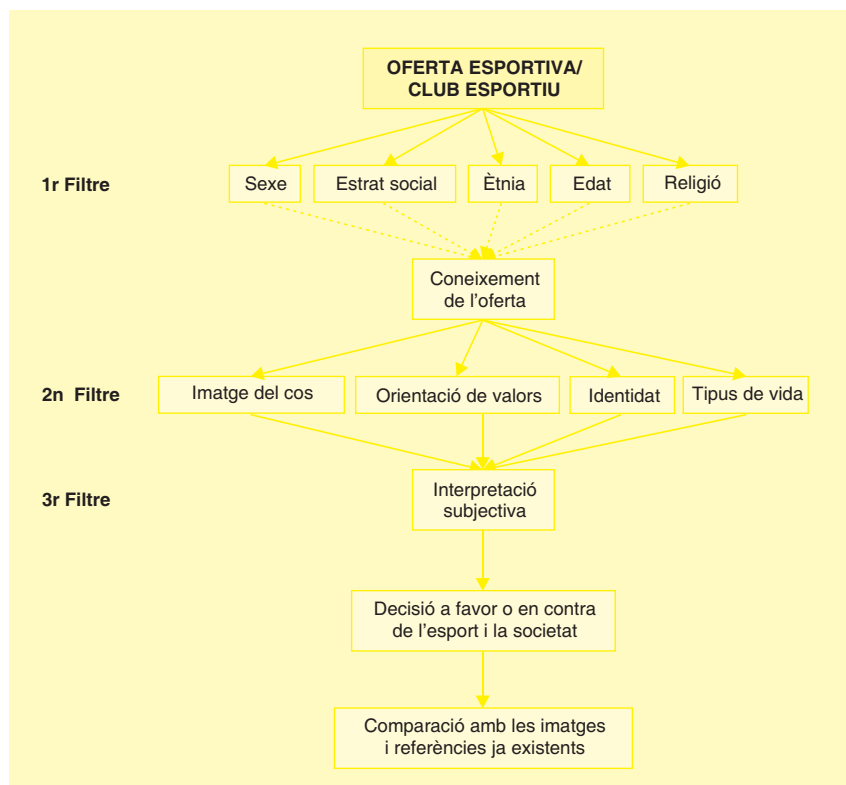 OFERTA ESPORTIVA/
CLUB ESPORTIU
1r Filtre
Sexe
Estrat social
Ètnia
Edat
Religió
Coneixement
de l'oferta
2n Filtre
Imatge del cos
Orientació de valors
Identidat
Tipus de vida
3r Filtre
Interpretació
subjectiva
Decisió a favor o en contra
de l'esport i la societat
Comparació amb les imatges
i referències ja existents